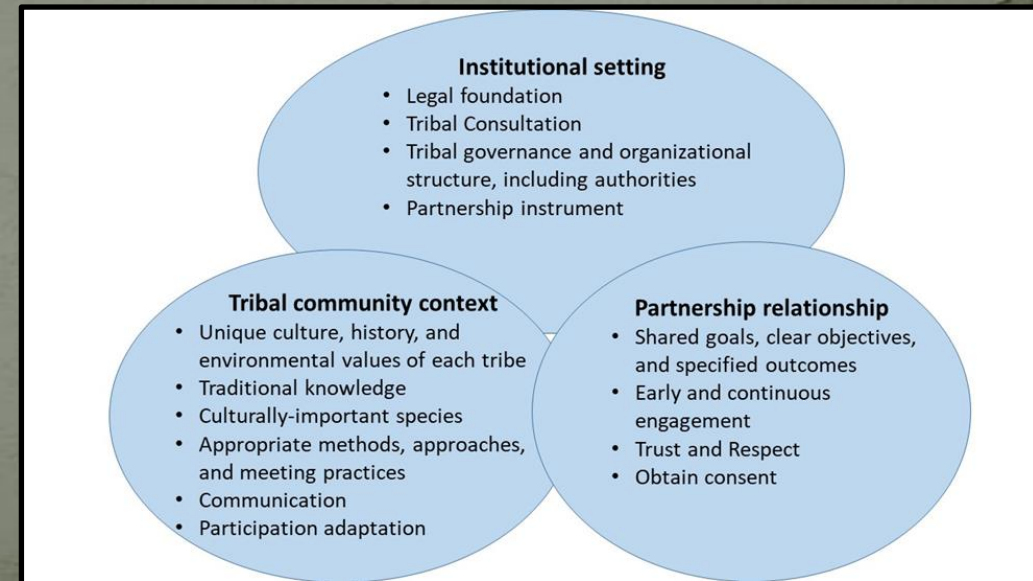 Institutional setting
• Legal foundation
• Tribal Consultation
• Tribal governance and organizational
structure, including authorities
• Partnership instrument
Tribal community context
• Unique culture, history, and
environmental values of each tribe
• Traditional knowledge
• Culturally-important species
• Appropriate methods, approaches,
and meeting practices
• Communication
• Participation adaptation
Partnership relationship
• Shared goals, clear objectives,
and specified outcomes
• Early and continuous
engagement
• Trust and Respect
• Obtain consent